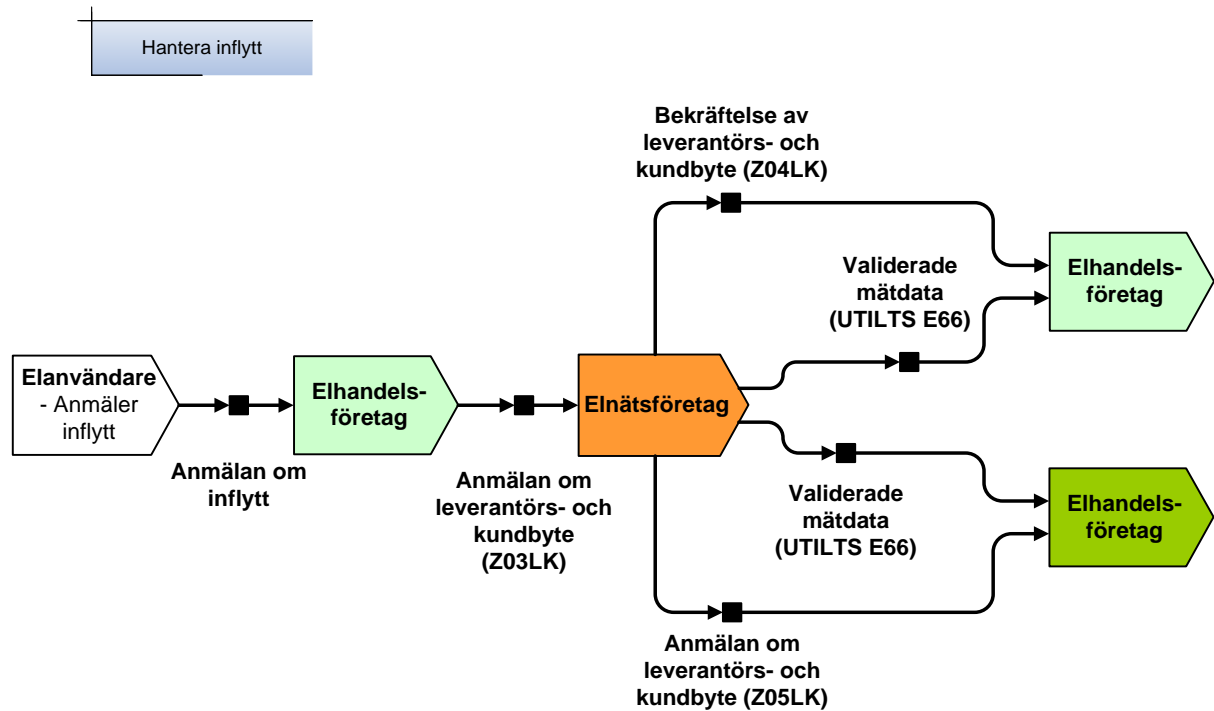 Hantera inflytt
Bekräftelse av
leverantörs- och
kundbyte (Z04LK)
Validerade
mätdata
(UTILTS E66)
Elhandels-
företag
Elanvändare
- Anmäler
inflytt
Anmälan om
inflytt
Elhandels-
företag
Anmälan om
leverantörs- och
kundbyte
(Z03LK)
Elnätsföretag
Validerade
mätdata
(UTILTS E66)
Elhandels-
företag
Anmälan om
leverantörs- och
kundbyte (Z05LK)